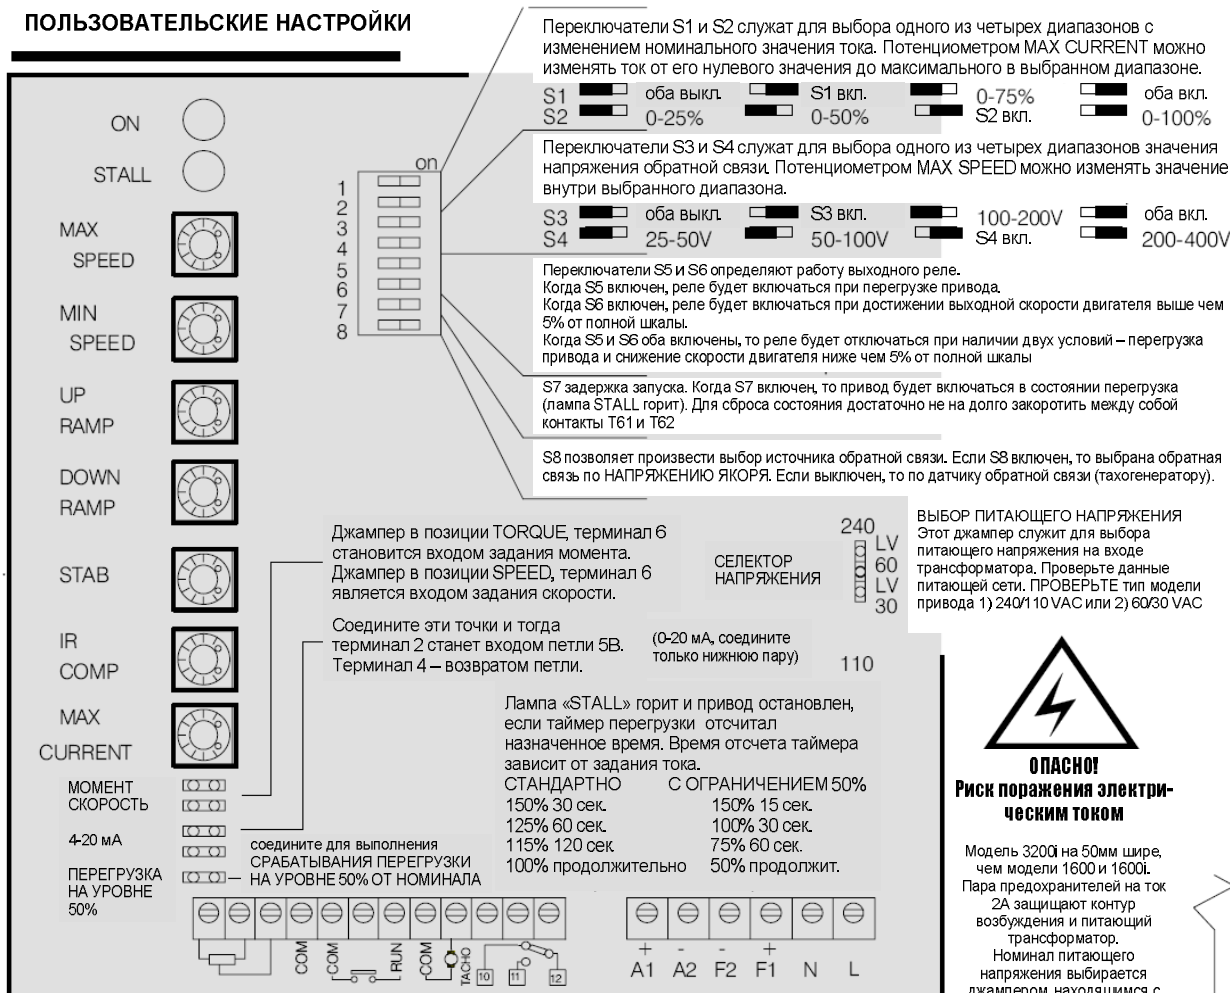 ПОЛЬЗОВАТЕЛЬСКИЕ НАСТРОЙКИ
Переключатели S1 и S2 служат для выбора одного из четырех диапазонов с
изменением номинального значения тока. Потенциометром MAX CURRENT можно
изменять ток от его нулевого значения до максимального в выбранном диапазоне.
S1 оба выкл. S1 вкл. 0-75% оба вкл.
S2 0-25% 0-50% S2 вкл. 0-100%
Переключатели S3 и S4 служат для выбора одного из четырех диапазонов значения
напряжения обратной связи. Потенциометром MAX SPEED можно изменять значение
внутри выбранного диапазона.
S3 оба выкл. S3 вкл. 100-200V оба вкл.
S4 25-50V 50-100V S4 вкл. 200-400V
Переключатели S5 и S6 определяют работу выходного реле.
Когда S5 включен, реле будет включаться при перегрузке привода.
Когда S6 включен, реле будет включаться при достижении выходной скорости двигателя выше чем
5% от полной шкалы.
Когда S5 и S6 оба включены, то реле будет отключаться при наличии двух условий – перегрузка
привода и снижение скорости двигателя ниже чем 5% от полной шкалы
S7 задержка запуска. Когда S7 включен, то привод будет включаться в состоянии перегрузка
(лампа STALL горит). Для сброса состояния достаточно не на долго закоротить между собой
контакты T61 и T62
S8 позволяет произвести выбор источника обратной связи. Если S8 включен, то выбрана обратная
связь по НАПРЯЖЕНИЮ ЯКОРЯ. Если выключен, то по датчику обратной связи (тахогенератору).
ON
STALL
MAX
SPEED
MIN
SPEED
UP
RAMP
DOWN
RAMP
STAB
IR
COMP
MAX
CURRENT
on
1
2
3
4
5
6
7
8
Джампер в позиции TORQUE, терминал 6
становится входом задания момента.
Джампер в позиции SPEED, терминал 6
является входом задания скорости.
Соедините эти точки и тогда
терминал 2 станет входом петли 5В.
Терминал 4 – возвратом петли.
(0-20 мА, соедините
только нижнюю пару)
СЕЛЕКТОР
НАПРЯЖЕНИЯ
240
LV
60
LV
30
110
ВЫБОР ПИТАЮЩЕГО НАПРЯЖЕНИЯ
Этот джампер служит для выбора
питающего напряжения на входе
трансформатора. Проверьте данные
питающей сети. ПРОВЕРЬТЕ тип модели
привода 1) 240/110 VAC или 2) 60/30 VAC
Лампа «STALL» горит и привод остановлен,
если таймер перегрузки отсчитал
назначенное время. Время отсчета таймера
зависит от задания тока.
СТАНДАРТНО С ОГРАНИЧЕНИЕМ 50%
150% 30 сек. 150% 15 сек.
125% 60 сек. 100% 30 сек.
115% 120 сек. 75% 60 сек.
100% продолжительно 50% продолжит.
МОМЕНТ
СКОРОСТЬ
4-20 мА
ПЕРЕГРУЗКА
НА УРОВНЕ
50%
соедините для выполнения
СРАБАТЫВАНИЯ ПЕРЕГРУЗКИ
НА УРОВНЕ 50% ОТ НОМИНАЛА
COM
COM
RUN
COM
TACHO
10
11
12
+ - - +
A1 A2 F2 F1 N L
ОПАСНО!
Риск поражения электри-
ческим током
Модель 3200i на 50мм шире,
чем модели 1600 и 1600i.
Пара предохранителей на ток
2А защищают контур
возбуждения и питающий
трансформатор.
Номинал питающего
напряжения выбирается
джампером, находящимся с